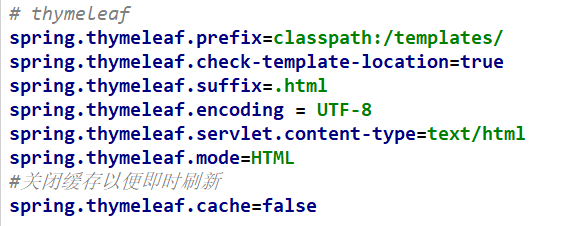 # thymeleaf
spring.thymeleaf.prefix=classpath:/templates/
spring.thymeleaf.check-template-location=true
spring.thymeleaf.suffix=.html
spring.thymeleaf.encoding = UTF-8
spring.thymeleaf.servlet.content-type=text/html
spring.thymeleaf.mode=HTML
#关闭缓存以便即时刷新
spring.thymeleaf.cache=false